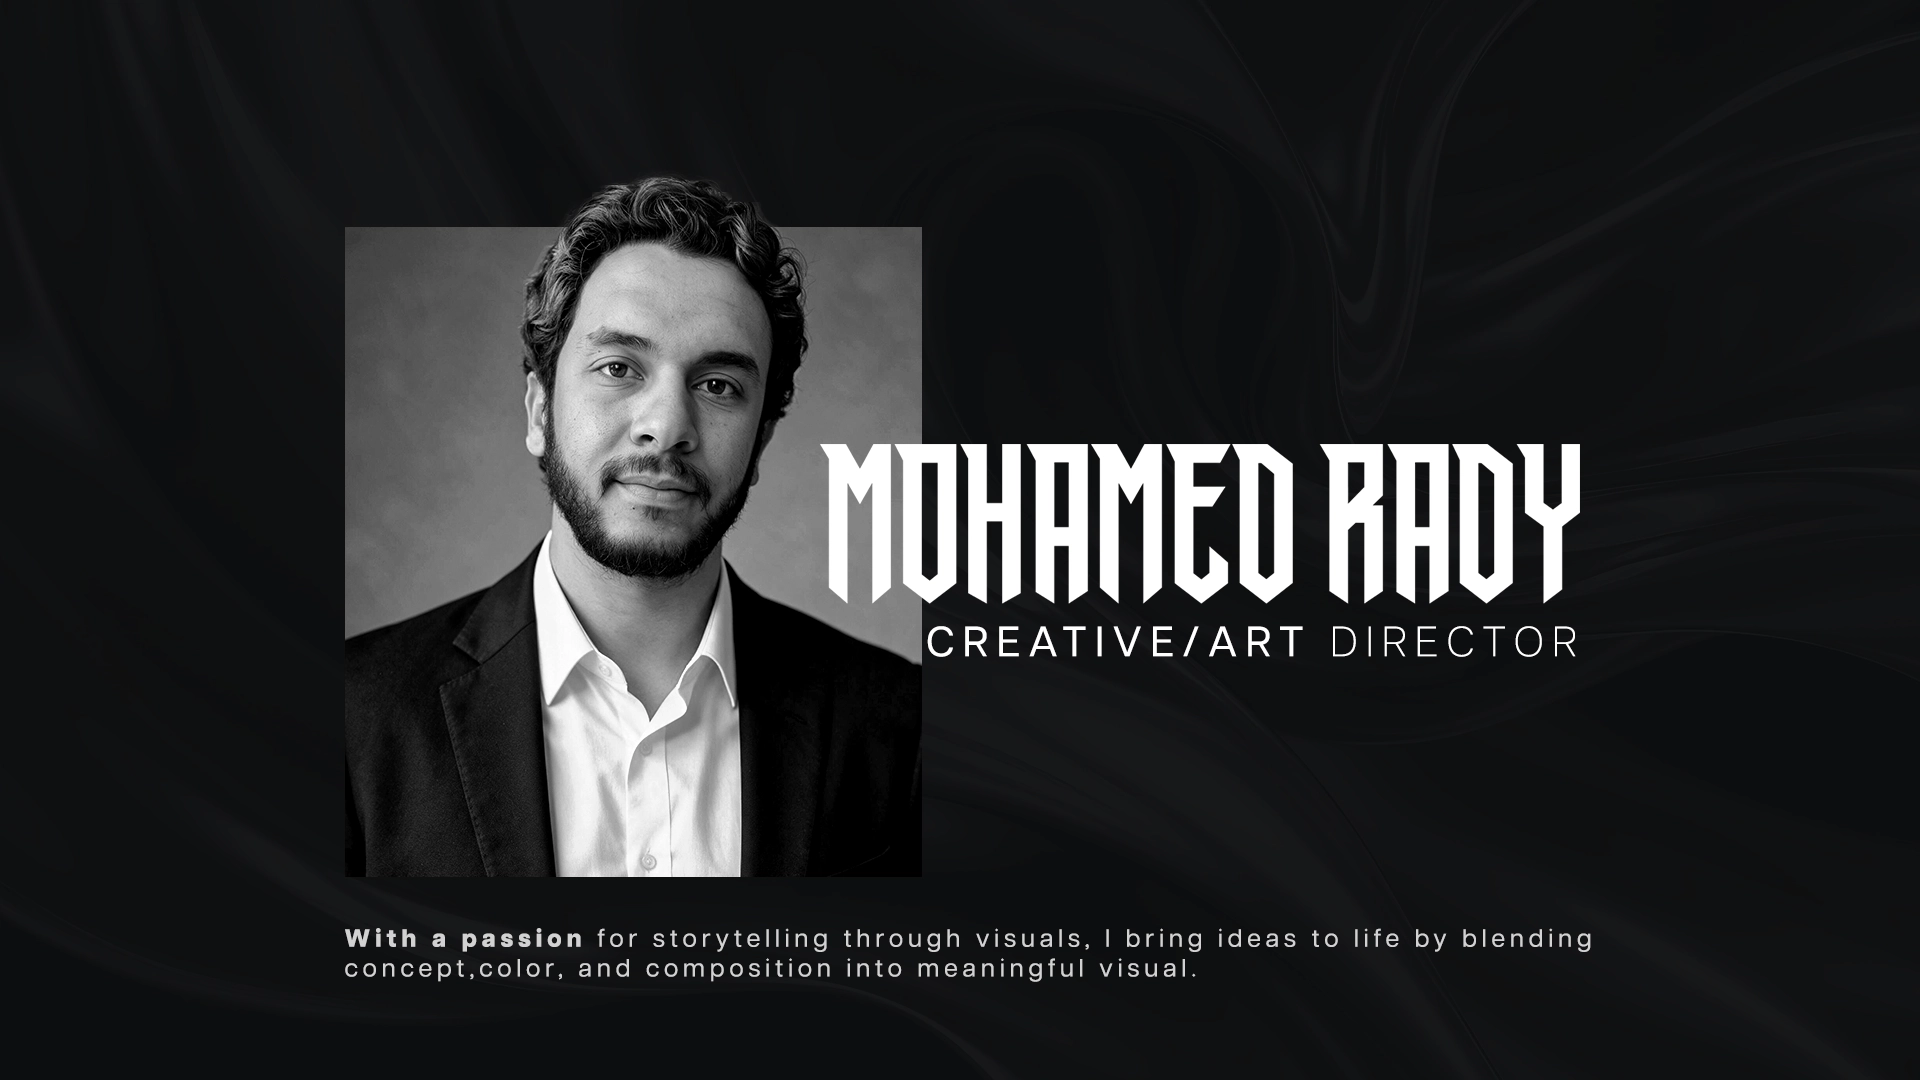 MOHAMED RADY
CREATIVE/ART DIRECTOR
With a passion for storytelling through visuals, I bring ideas to life by blending
concept,color, and composition into meaningful visual.